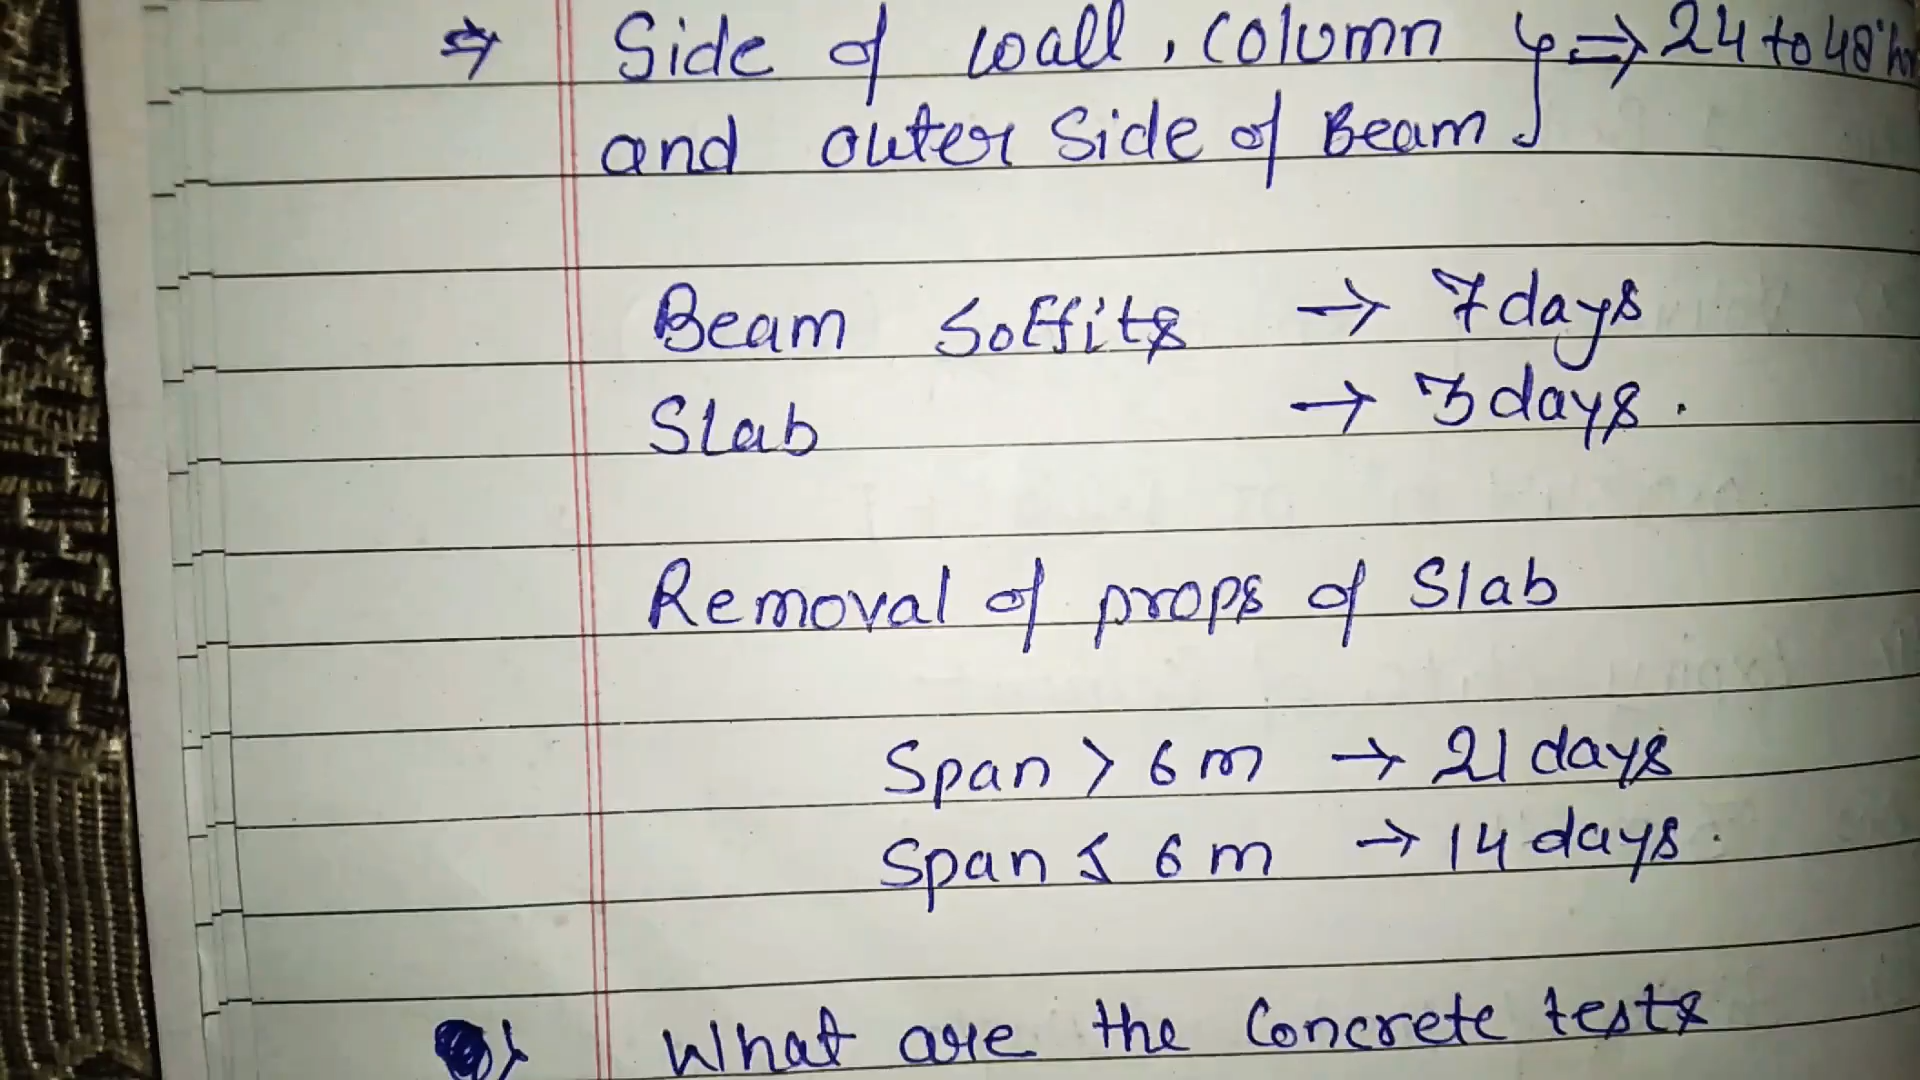 ⇒ Side of wall, column } ⇒ 24 to 48 hr
and outer Side of Beam
Beam Soffits → 7 days
Slab → 3 days.
Removal of props of Slab
Span > 6 m → 21 days
Span ≤ 6 m → 14 days.
What are the Concrete tests